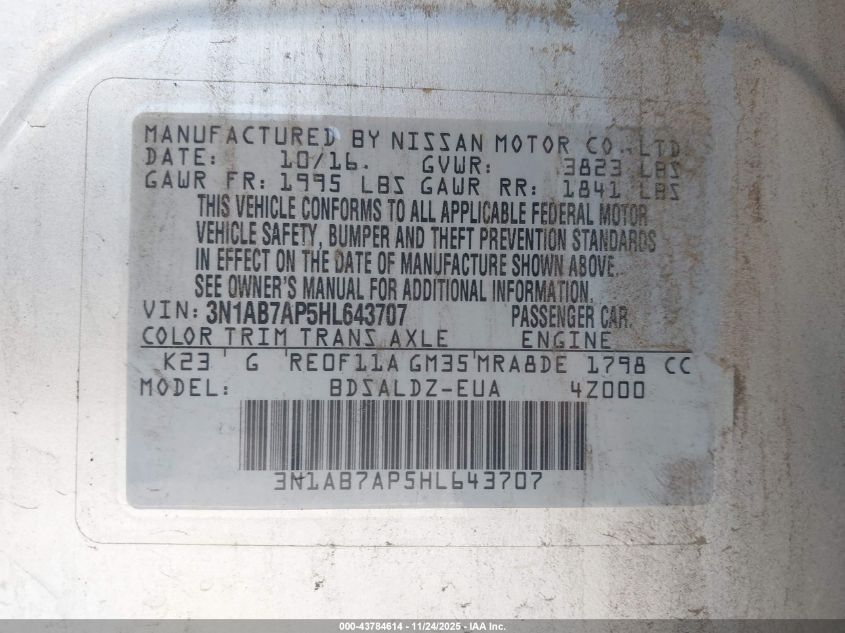 MANUFACTURED BY NISSAN MOTOR CO., LTD
DATE: 10/16. GVWR: 3823 LBS
GAWR FR: 1995 LBS GAWR RR: 1841 LBS
THIS VEHICLE CONFORMS TO ALL APPLICABLE FEDERAL MOTOR
VEHICLE SAFETY, BUMPER AND THEFT PREVENTION STANDARDS
IN EFFECT ON THE DATE OF MANUFACTURE SHOWN ABOVE.
SEE OWNER'S MANUAL FOR ADDITIONAL INFORMATION.
VIN: 3N1AB7AP5HL643707 PASSENGER CAR.
COLOR TRIM TRANS AXLE ENGINE
K23 G RE0F11A GM35 MRA8DE 1798 CC
MODEL: BDSALDZ-EUA 4Z000
3N1AB7AP5HL643707
000-43784614 - 11/24/2025 - IAA Inc.